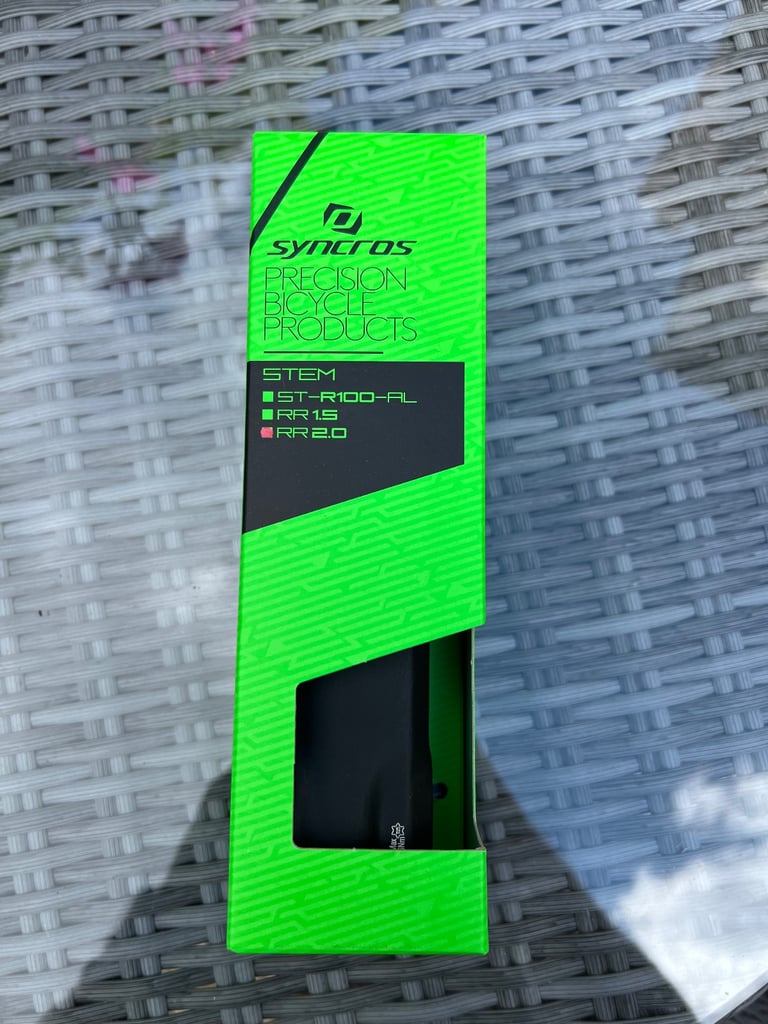 syncros
PRECISION
BICYCLE
PRODUCTS
STEM
ST-R100-AL
RR 1.5
RR 2.0